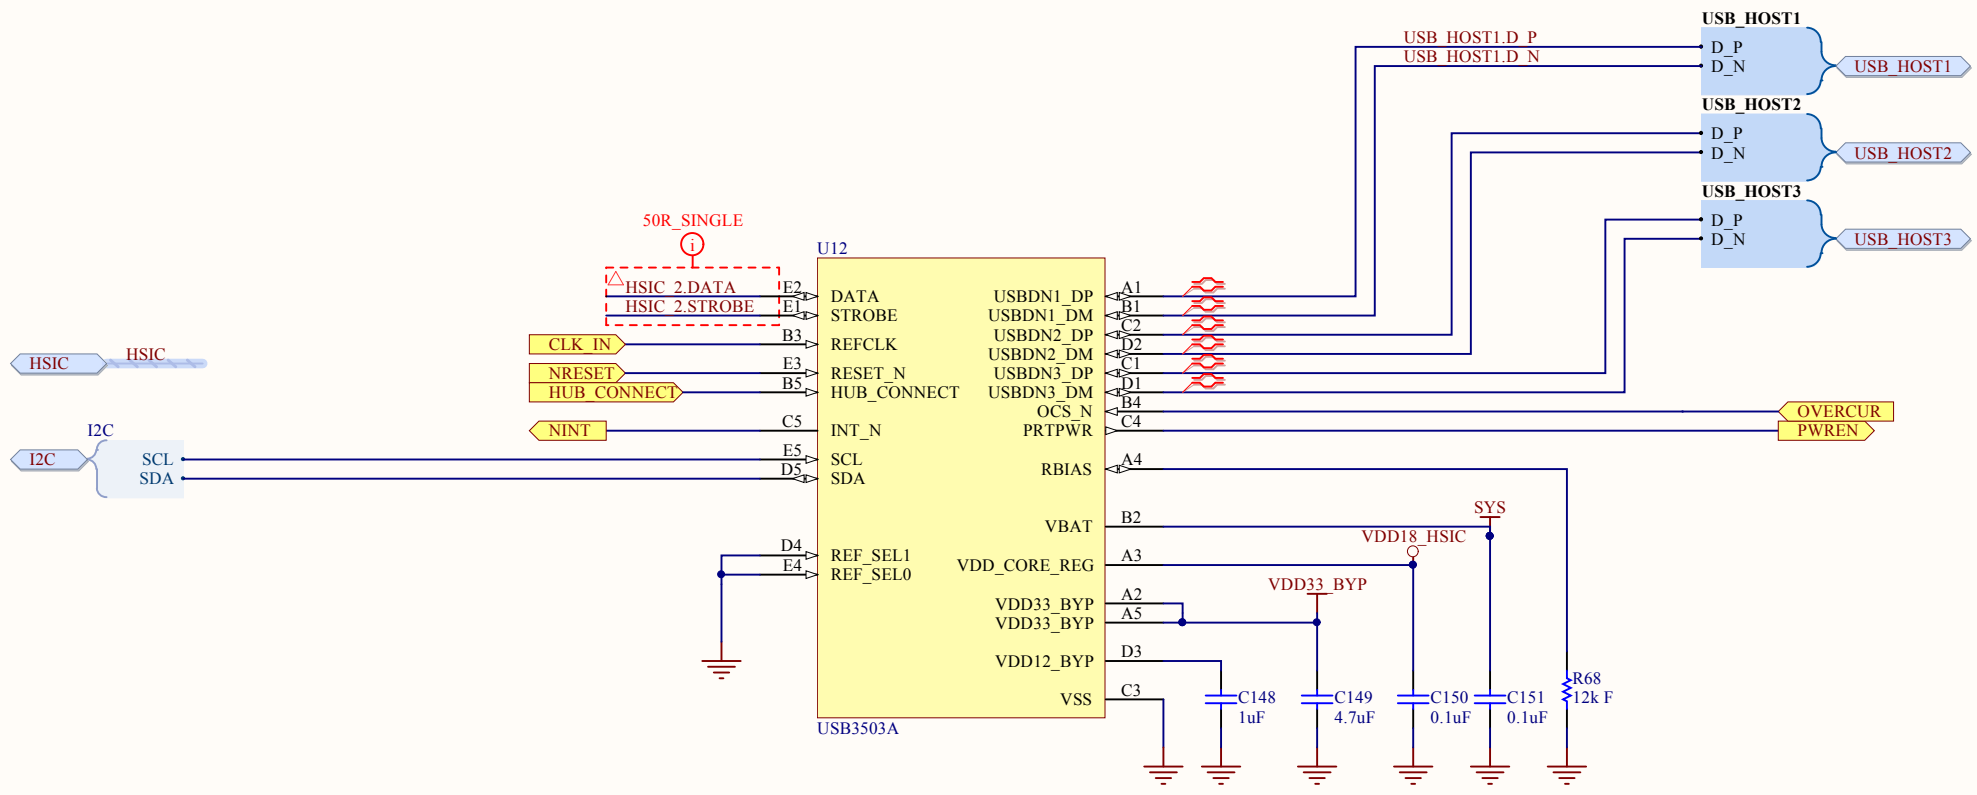 USB_HOST1
USB_HOST1.D_P
D_P
USB_HOST1.D_N
D_N
USB_HOST1
USB_HOST2
D_P
D_N
USB_HOST2
USB_HOST3
D_P
D_N
USB_HOST3
50R_SINGLE
i
U12
HSIC_2.DATA
E2
DATA
USBDN1_DP
A1
HSIC_2.STROBE
E1
STROBE
USBDN1_DM
B1
USBDN2_DP
C2
CLK_IN
B3
REFCLK
USBDN2_DM
D2
HSIC
HSIC
NRESET
E3
RESET_N
USBDN3_DP
C1
HUB_CONNECT
B5
HUB_CONNECT
USBDN3_DM
D1
OCS_N
B4
OVERCUR
NINT
C5
INT_N
PRTPWR
C4
PWREN
I2C
I2C
SCL
E5
SCL
RBIAS
A4
SDA
D5
SDA
SYS
VBAT
B2
VDD18_HSIC
D4
REF_SEL1
VDD_CORE_REG
A3
E4
REF_SEL0
VDD33_BYP
VDD33_BYP
A2
VDD33_BYP
A5
VDD12_BYP
D3
VSS
C3
C148
1uF
C149
4.7uF
C150
0.1uF
C151
0.1uF
R68
12k F
USB3503A